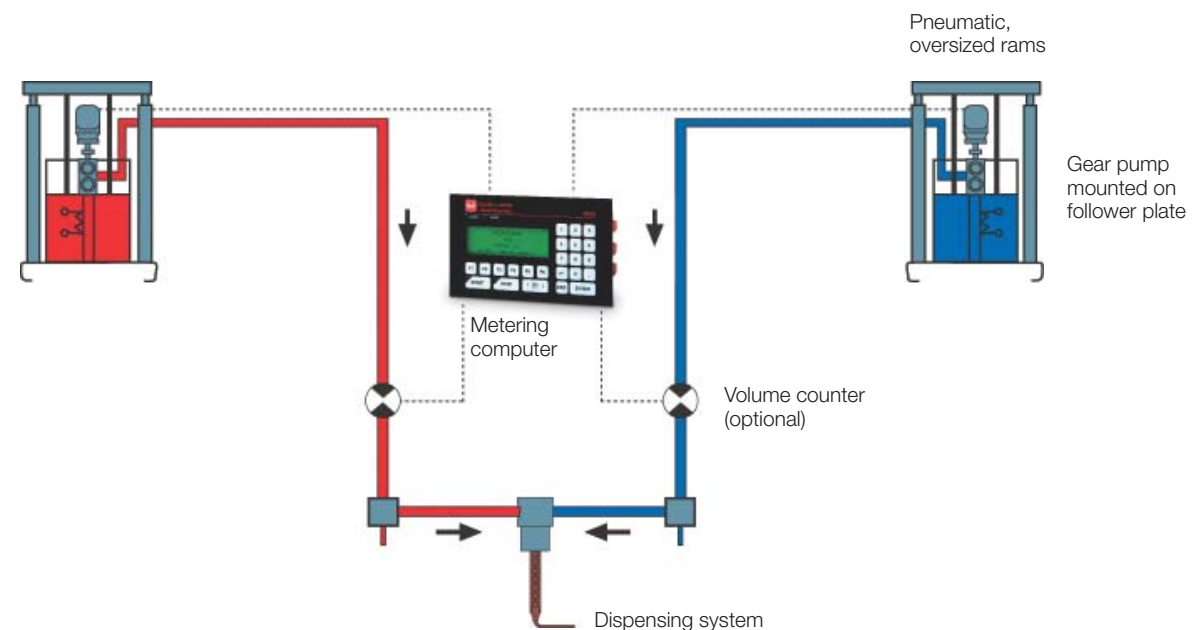 Pneumatic,
oversized rams
Gear pump
mounted on
follower plate
Metering
computer
Volume counter
(optional)
Dispensing system